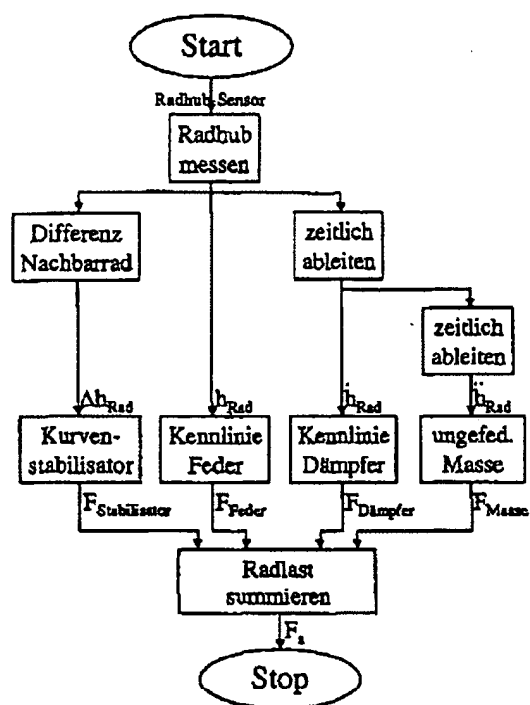 Start
Radhub Sensor
Radhub
messen
Differenz
Nachbarrad
zeitlich
ableiten
zeitlich
ableiten
Δh_Rad
h_Rad
ḣ_Rad
ḧ_Rad
Kurven-
stabilisator
Kennlinie
Feder
Kennlinie
Dämpfer
ungefed.
Masse
F_Stabilisator
F_Feder
F_Dämpfer
F_Masse
Radlast
summieren
F_z
Stop